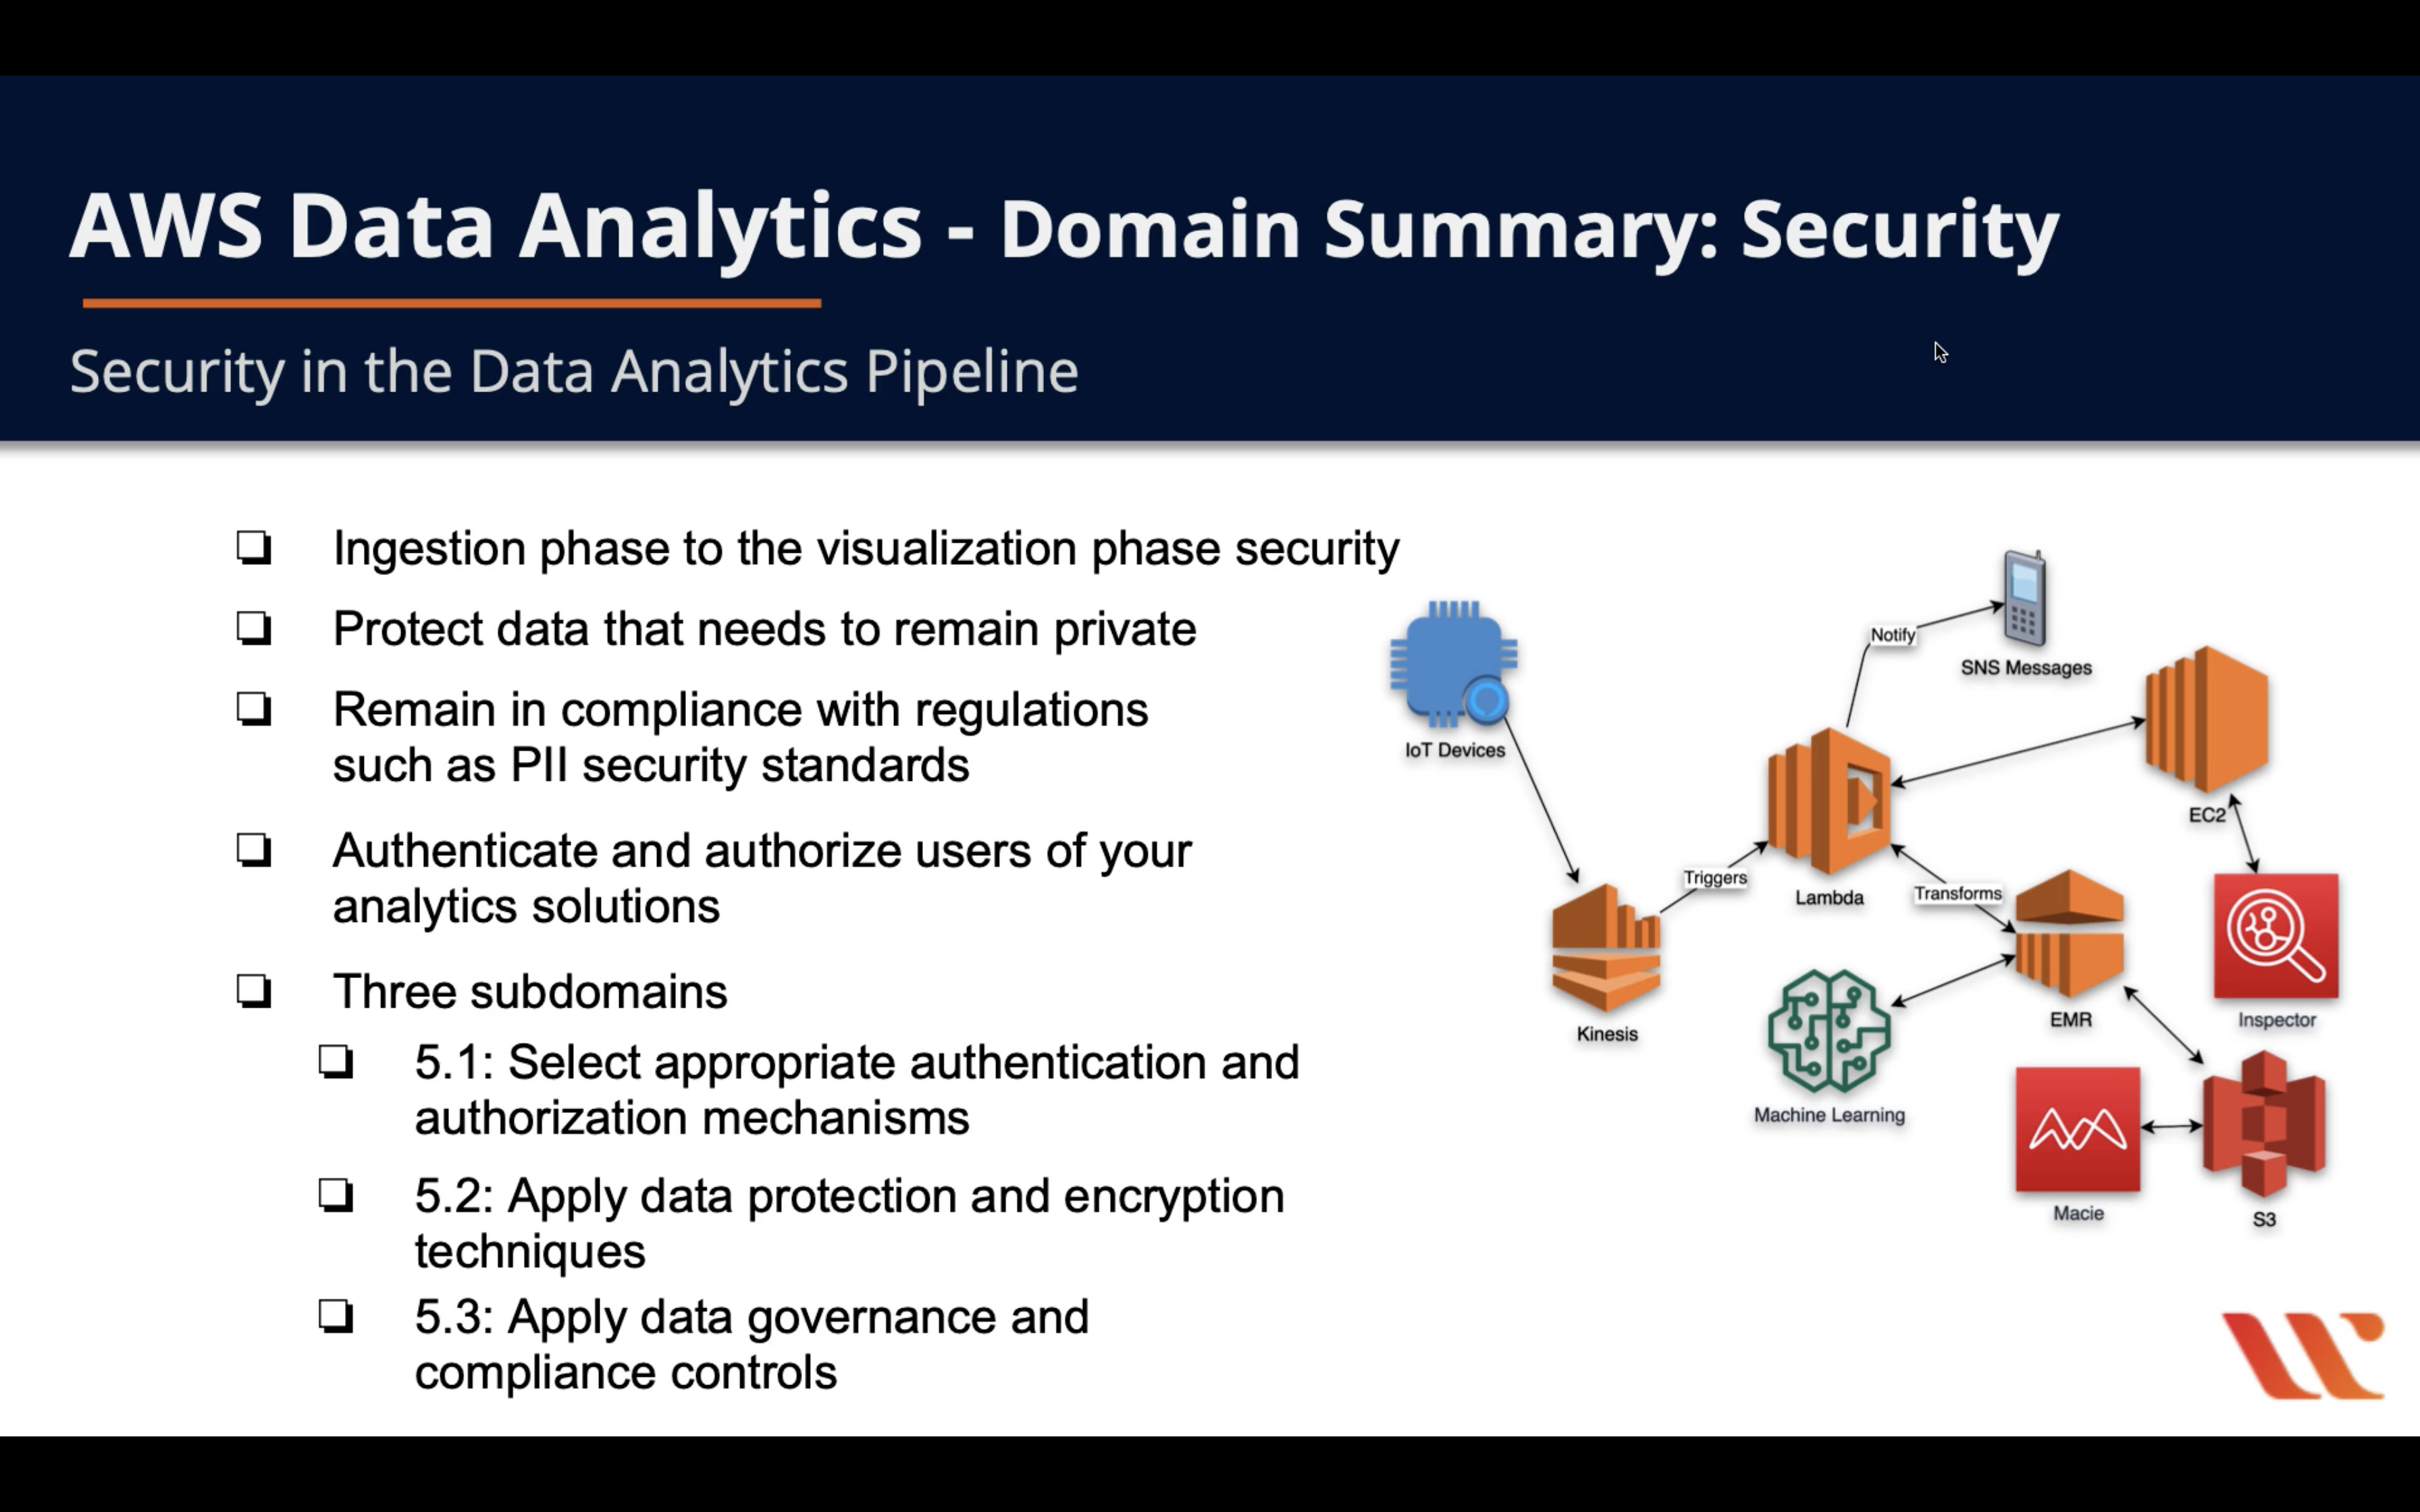 AWS Data Analytics - Domain Summary: Security
Security in the Data Analytics Pipeline
Ingestion phase to the visualization phase security
Protect data that needs to remain private
Remain in compliance with regulations
such as PII security standards
Authenticate and authorize users of your
analytics solutions
Three subdomains
5.1: Select appropriate authentication and
authorization mechanisms
5.2: Apply data protection and encryption
techniques
5.3: Apply data governance and
compliance controls
IoT Devices
Kinesis
Triggers
Lambda
Notify
SNS Messages
EC2
Transforms
EMR
Inspector
Machine Learning
Macie
S3